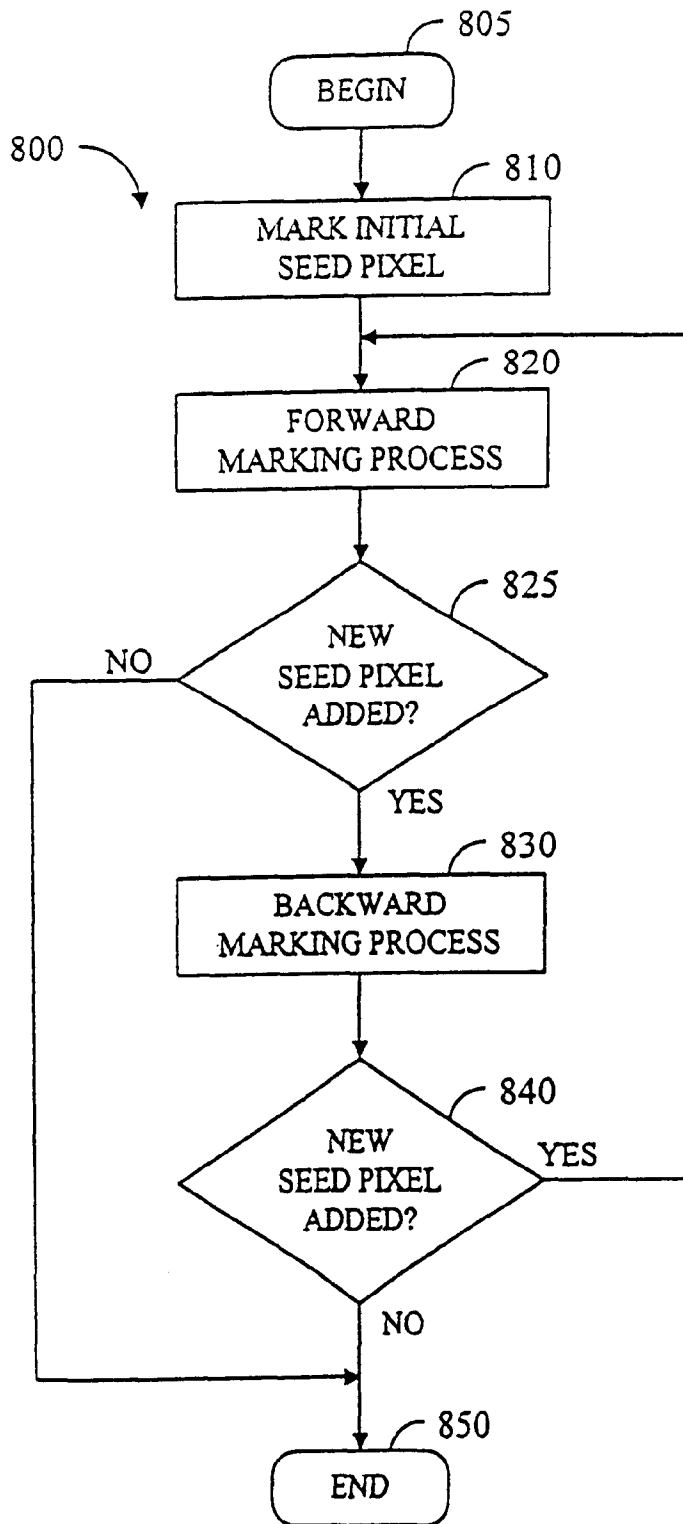 805
BEGIN
800
810
MARK INITIAL
SEED PIXEL
820
FORWARD
MARKING PROCESS
825
NO
NEW
SEED PIXEL
ADDED?
YES
830
BACKWARD
MARKING PROCESS
840
NEW
SEED PIXEL
ADDED?
YES
NO
850
END